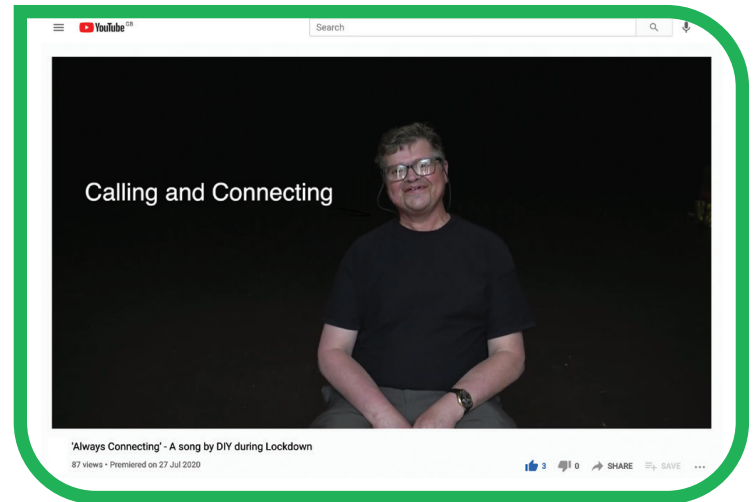 YouTube GB
Search
Calling and Connecting
'Always Connecting' - A song by DIY during Lockdown
87 views • Premiered on 27 Jul 2020
3 0 SHARE SAVE